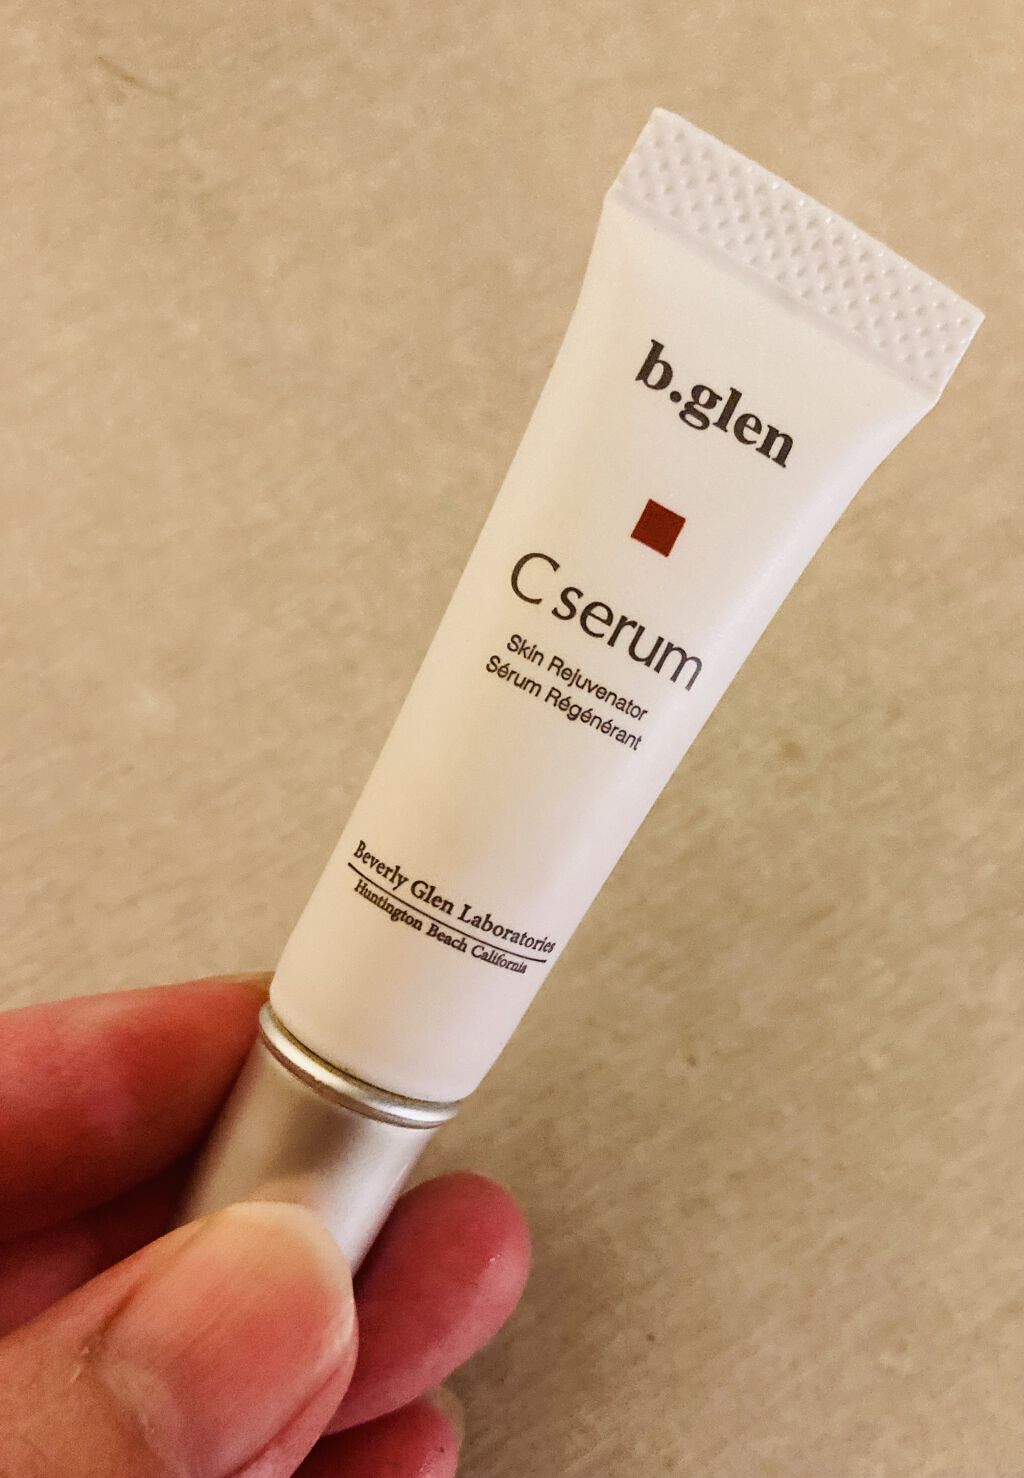 b.glen
C serum
Skin Rejuvenator
Sérum Régénérant
Beverly Glen Laboratories
Huntington Beach California